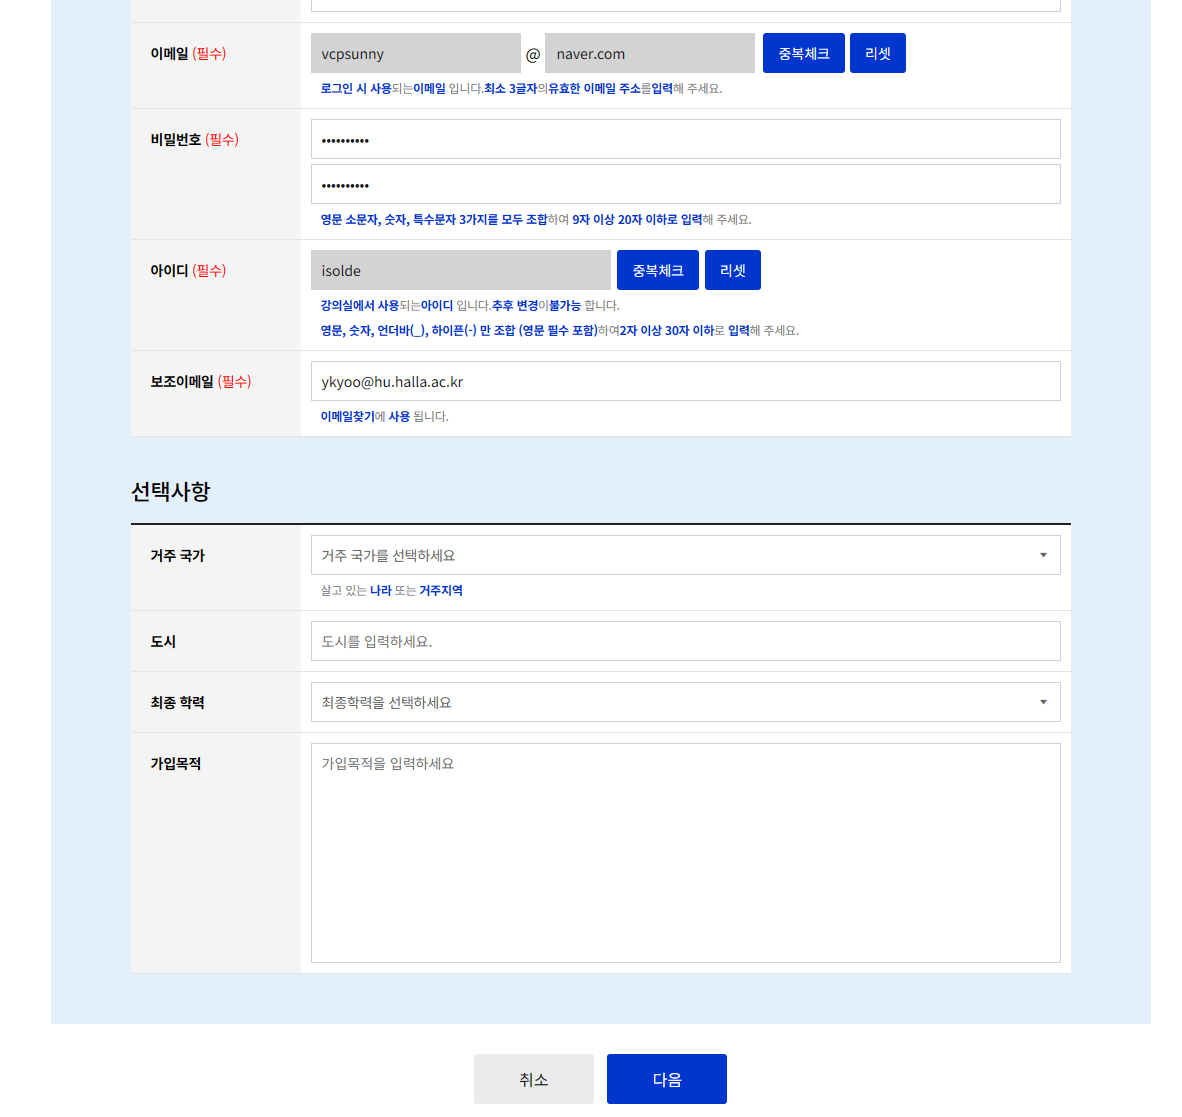 이메일 (필수)
vcpsunny @ naver.com 중복체크 리셋
로그인 시 사용되는이메일 입니다.최소 3글자의유효한 이메일 주소를입력해 주세요.
비밀번호 (필수)
••••••••••
••••••••••
영문 소문자, 숫자, 특수문자 3가지를 모두 조합하여 9자 이상 20자 이하로 입력해 주세요.
아이디 (필수)
isolde 중복체크 리셋
강의실에서 사용되는아이디 입니다.추후 변경이불가능 합니다.
영문, 숫자, 언더바(_), 하이픈(-) 만 조합 (영문 필수 포함)하여2자 이상 30자 이하로 입력해 주세요.
보조이메일 (필수)
ykyoo@hu.halla.ac.kr
이메일찾기에 사용 됩니다.
선택사항
거주 국가
거주 국가를 선택하세요
살고 있는 나라 또는 거주지역
도시
도시를 입력하세요.
최종 학력
최종학력을 선택하세요
가입목적
가입목적을 입력하세요
취소 다음